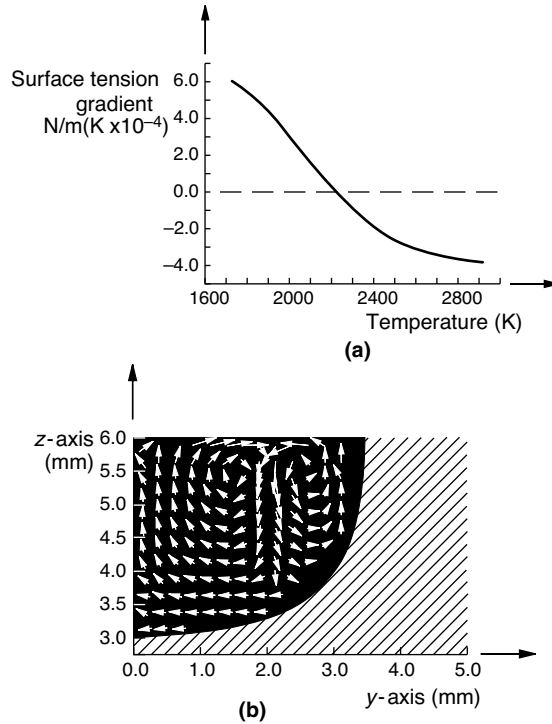 Surface tension
gradient
N/m(K x10⁻⁴)
6.0
4.0
2.0
0.0
−2.0
−4.0
1600 2000 2400 2800
Temperature (K)
(a)
z-axis
(mm)
6.0
5.5
5.0
4.5
4.0
3.5
3.0
0.0 1.0 2.0 3.0 4.0 5.0
y-axis (mm)
(b)